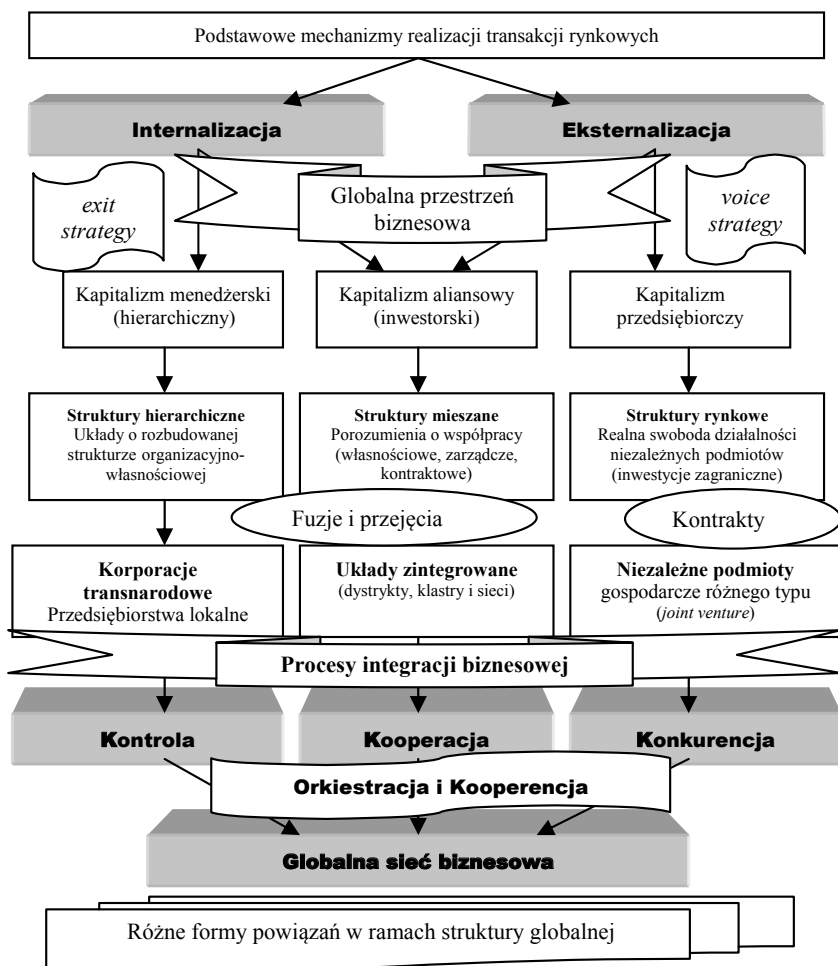 Podstawowe mechanizmy realizacji transakcji rynkowych
Internalizacja
Eksternalizacja
exit
strategy
Globalna przestrzeń
biznesowa
voice
strategy
Kapitalizm menedżerski
(hierarchiczny)
Kapitalizm aliansowy
(inwestorski)
Kapitalizm
przedsiębiorczy
Struktury hierarchiczne
Układy o rozbudowanej
strukturze organizacyjno-
własnościowej
Struktury mieszane
Porozumienia o współpracy
(własnościowe, zarządcze,
kontraktowe)
Struktury rynkowe
Realna swoboda działalności
niezależnych podmiotów
(inwestycje zagraniczne)
Fuzje i przejęcia
Kontrakty
Korporacje
transnarodowe
Przedsiębiorstwa lokalne
Układy zintegrowane
(dystrykty, klastry i sieci)
Niezależne podmioty
gospodarcze różnego typu
(joint venture)
Procesy integracji biznesowej
Kontrola
Kooperacja
Konkurencja
Orkiestracja i Kooperencja
Globalna sieć biznesowa
Różne formy powiązań w ramach struktury globalnej